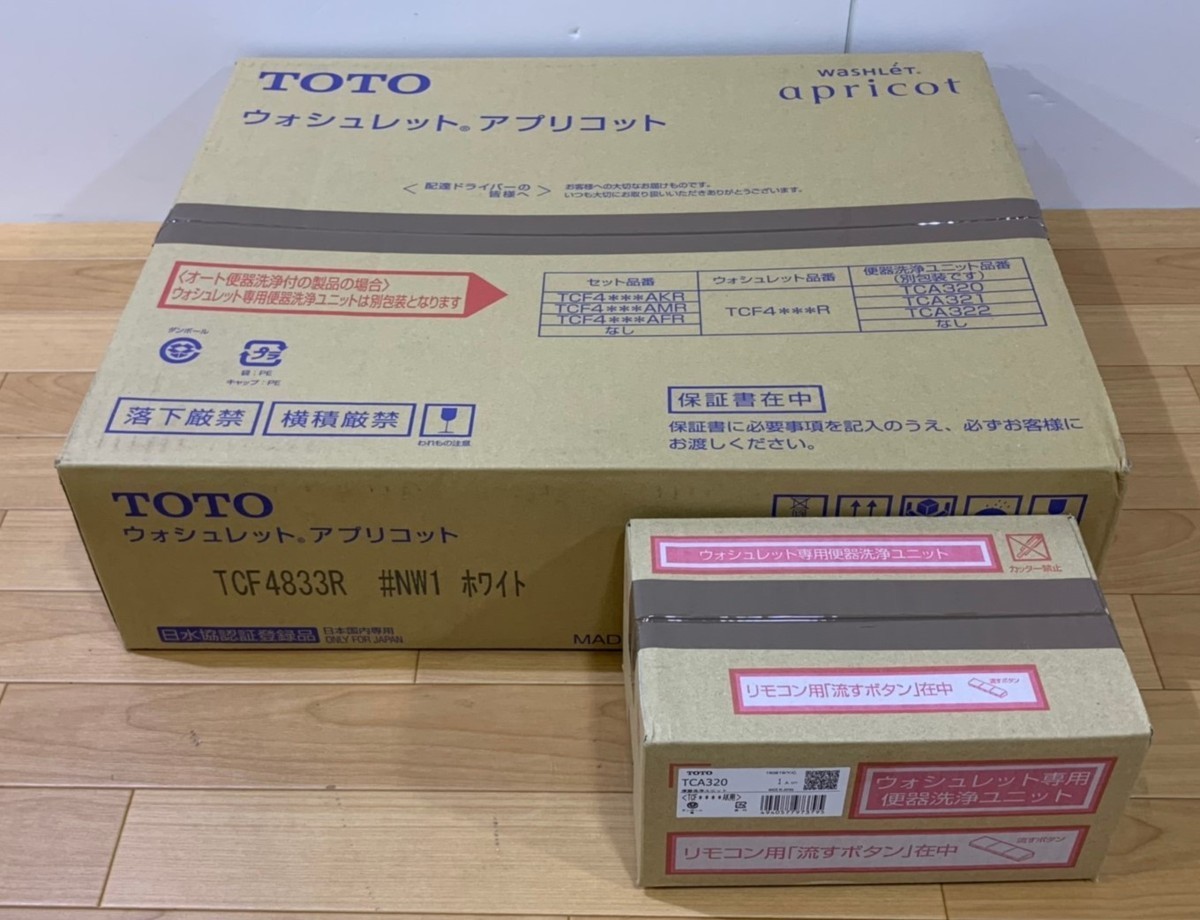 TOTO
WASHLET®
apricot
ウォシュレット®アプリコット
〈配達ドライバーの皆様へ〉
お客様への大切なお届けものです。
いつも大切にお取り扱いいただきありがとうございます。
〈オート便器洗浄付の製品の場合〉
ウォシュレット専用便器洗浄ユニットは別包装となります
セット品番 ウォシュレット品番 便器洗浄ユニット品番
(別包装です)
TCF4***AKR TCF4***R TCA320
TCF4***AMR TCA321
TCF4***AFR TCA322
なし なし
ダンボール
プラ
袋:PE
キャップ:PE
落下厳禁 横積厳禁
われもの注意
保証書在中
保証書に必要事項を記入のうえ、必ずお客様に
お渡しください。
TOTO
ウォシュレット®アプリコット
TCF4833R #NW1 ホワイト
日水協認証登録品 日本国内専用
ONLY FOR JAPAN
MAD
ウォシュレット専用便器洗浄ユニット
カッター禁止
リモコン用「流すボタン」在中
流すボタン
TOTO
TCA320
4940577973795
ウォシュレット専用
便器洗浄ユニット
リモコン用「流すボタン」在中
流すボタン